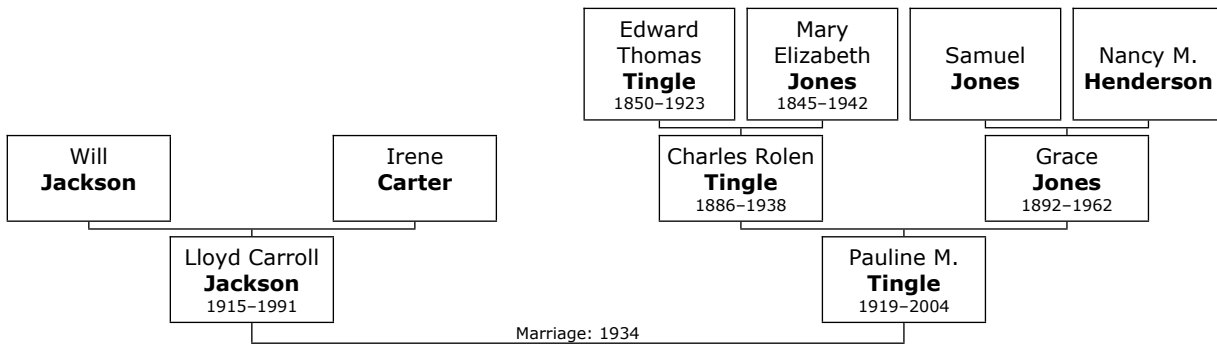 Edward
Thomas
Tingle
1850–1923
Mary
Elizabeth
Jones
1845–1942
Samuel
Jones
Nancy M.
Henderson
Will
Jackson
Irene
Carter
Charles Rolen
Tingle
1886–1938
Grace
Jones
1892–1962
Lloyd Carroll
Jackson
1915–1991
Pauline M.
Tingle
1919–2004
Marriage: 1934